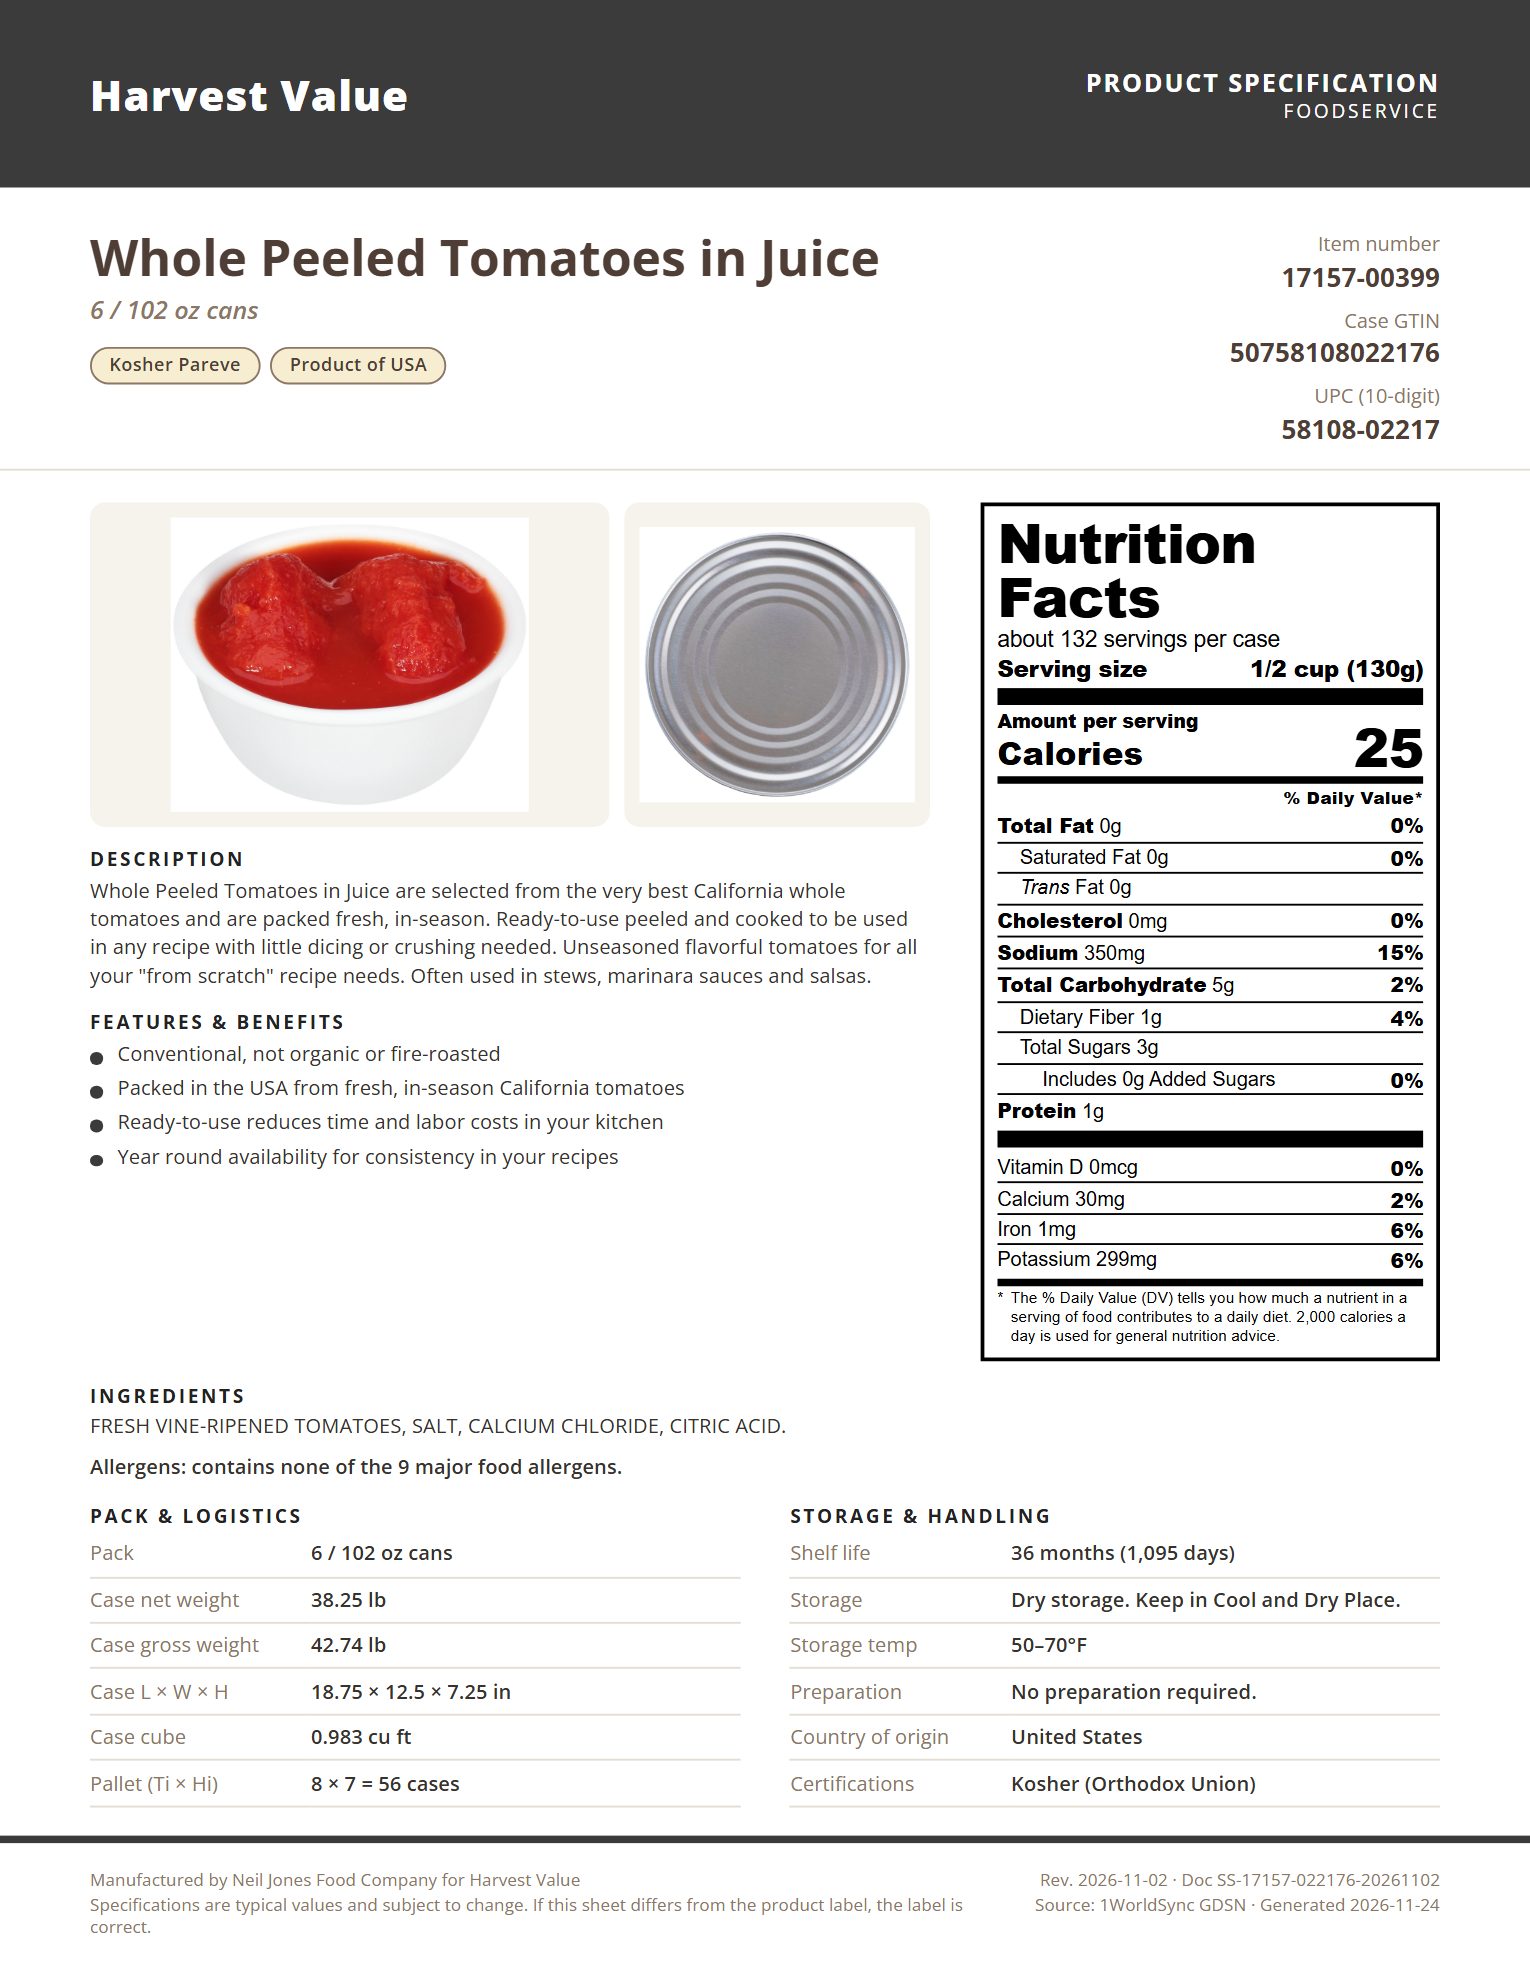 Harvest Value
PRODUCT SPECIFICATION
FOODSERVICE
Whole Peeled Tomatoes in Juice
6 / 102 oz cans
Kosher Pareve
Product of USA
Item number
17157-00399
Case GTIN
50758108022176
UPC (10-digit)
58108-02217
DESCRIPTION
Whole Peeled Tomatoes in Juice are selected from the very best California whole
tomatoes and are packed fresh, in-season. Ready-to-use peeled and cooked to be used
in any recipe with little dicing or crushing needed. Unseasoned flavorful tomatoes for all
your "from scratch" recipe needs. Often used in stews, marinara sauces and salsas.
FEATURES & BENEFITS
Conventional, not organic or fire-roasted
Packed in the USA from fresh, in-season California tomatoes
Ready-to-use reduces time and labor costs in your kitchen
Year round availability for consistency in your recipes
Nutrition
Facts
about 132 servings per case
Serving size 1/2 cup (130g)
Amount per serving
Calories 25
% Daily Value*
Total Fat 0g 0%
Saturated Fat 0g 0%
Trans Fat 0g
Cholesterol 0mg 0%
Sodium 350mg 15%
Total Carbohydrate 5g 2%
Dietary Fiber 1g 4%
Total Sugars 3g
Includes 0g Added Sugars 0%
Protein 1g
Vitamin D 0mcg 0%
Calcium 30mg 2%
Iron 1mg 6%
Potassium 299mg 6%
* The % Daily Value (DV) tells you how much a nutrient in a
serving of food contributes to a daily diet. 2,000 calories a
day is used for general nutrition advice.
INGREDIENTS
FRESH VINE-RIPENED TOMATOES, SALT, CALCIUM CHLORIDE, CITRIC ACID.
Allergens: contains none of the 9 major food allergens.
PACK & LOGISTICS
Pack 6 / 102 oz cans
Case net weight 38.25 lb
Case gross weight 42.74 lb
Case L × W × H 18.75 × 12.5 × 7.25 in
Case cube 0.983 cu ft
Pallet (Ti × Hi) 8 × 7 = 56 cases
STORAGE & HANDLING
Shelf life 36 months (1,095 days)
Storage Dry storage. Keep in Cool and Dry Place.
Storage temp 50–70°F
Preparation No preparation required.
Country of origin United States
Certifications Kosher (Orthodox Union)
Manufactured by Neil Jones Food Company for Harvest Value
Specifications are typical values and subject to change. If this sheet differs from the product label, the label is
correct.
Rev. 2026-11-02 · Doc SS-17157-022176-20261102
Source: 1WorldSync GDSN · Generated 2026-11-24